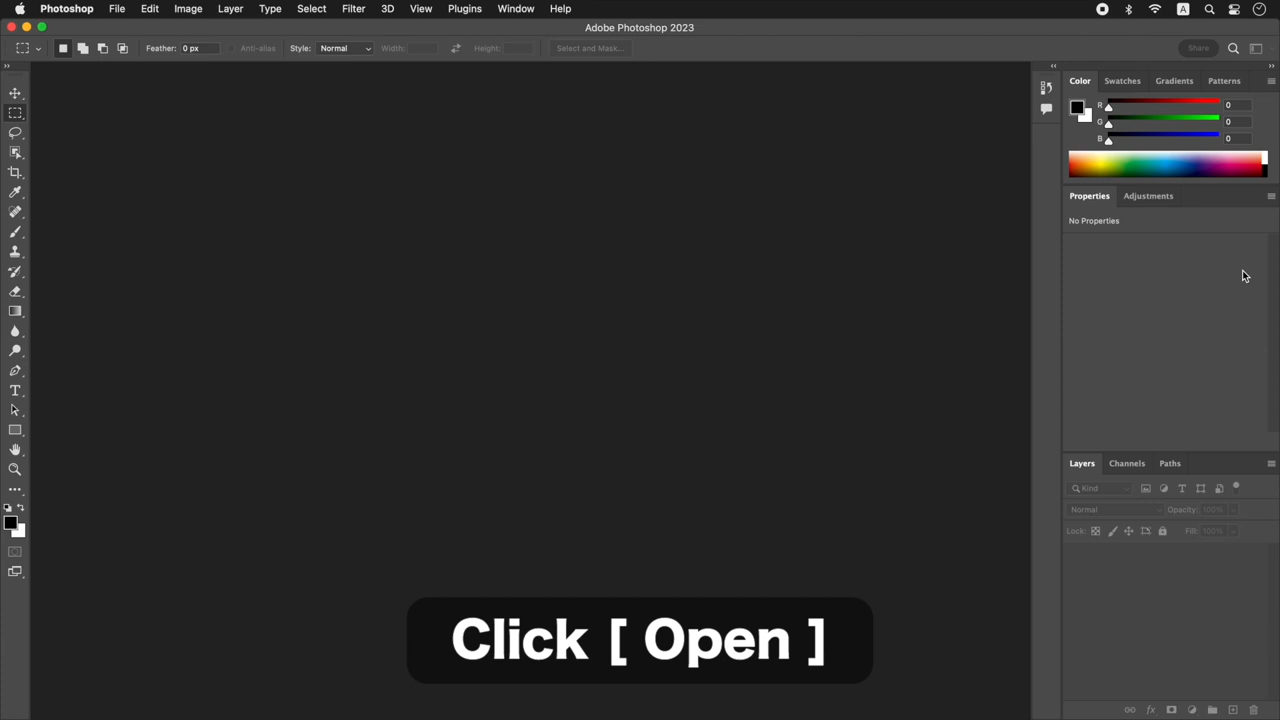 Photoshop File Edit Image Layer Type Select Filter 3D View Plugins Window Help A
Adobe Photoshop 2023
Feather: 0 px Anti-alias Style: Normal Width: Height: Select and Mask... Share
Color Swatches Gradients Patterns
R 0
G 0
B 0
Properties Adjustments
No Properties
Layers Channels Paths
Kind
Normal Opacity: 100%
Lock: Fill: 100%
Click [ Open ]
fx